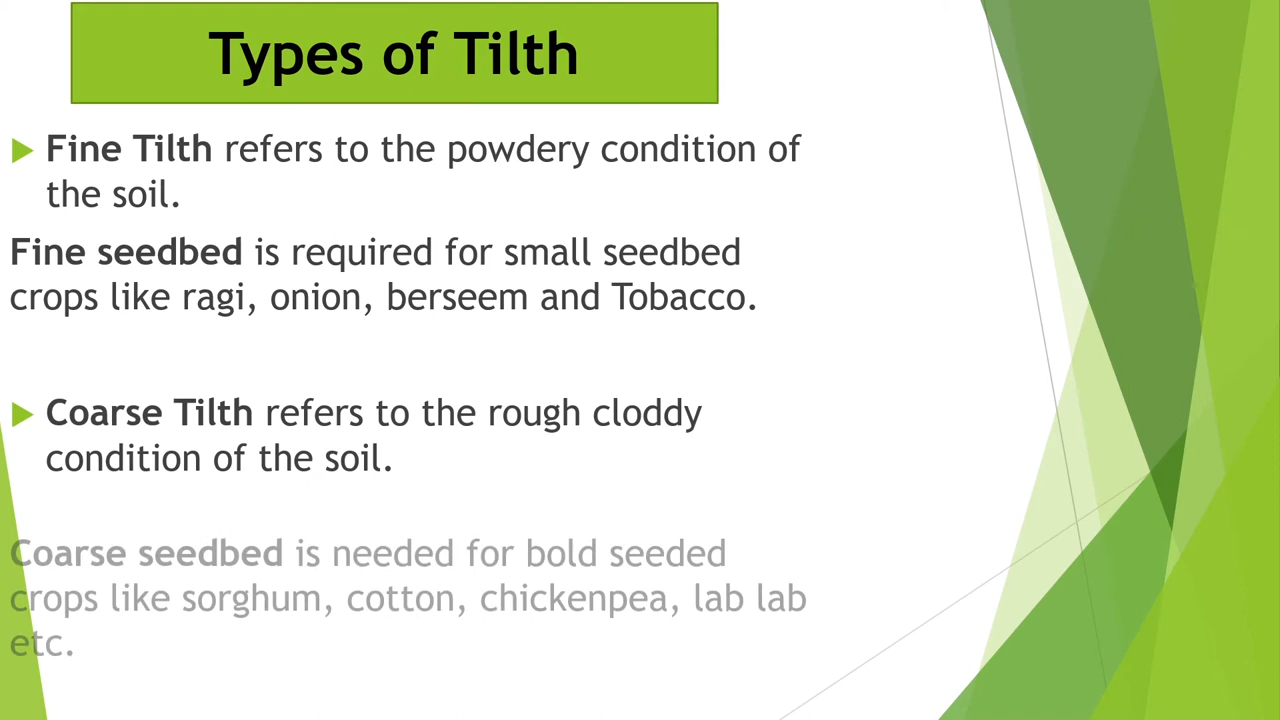 Types of Tilth
Fine Tilth refers to the powdery condition of
the soil.
Fine seedbed is required for small seedbed
crops like ragi, onion, berseem and Tobacco.
Coarse Tilth refers to the rough cloddy
condition of the soil.
Coarse seedbed is needed for bold seeded
crops like sorghum, cotton, chickenpea, lab lab
etc.